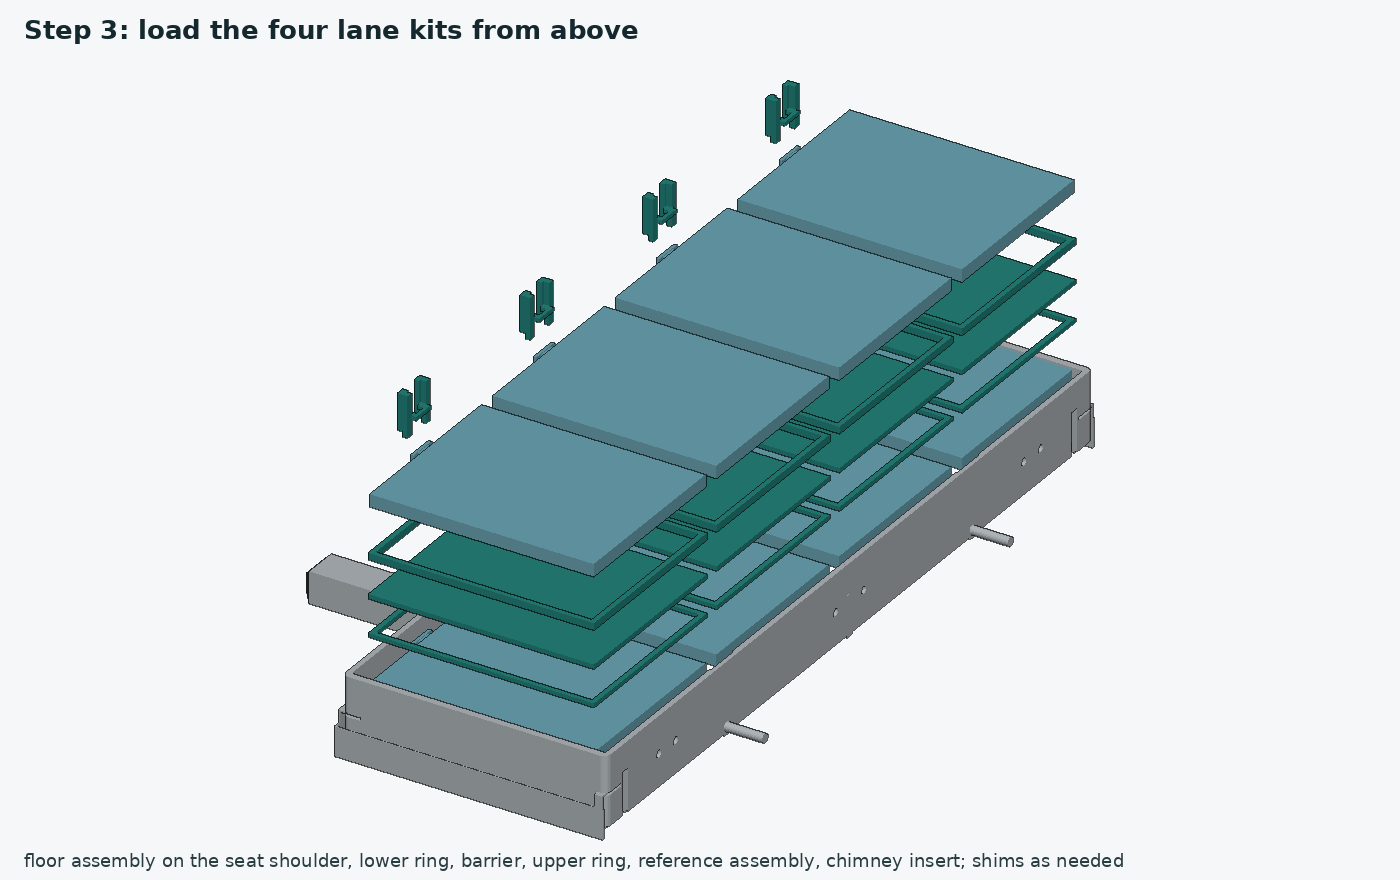 Step 3: load the four lane kits from above
floor assembly on the seat shoulder, lower ring, barrier, upper ring, reference assembly, chimney insert; shims as needed